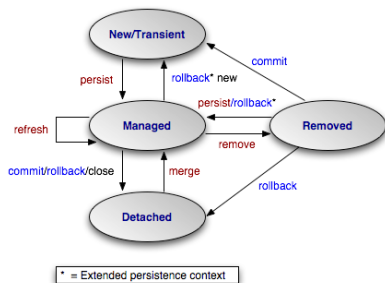 New/Transient
commit
persist
rollback* new
persist/rollback*
refresh
Managed
Removed
remove
commit/rollback/close
merge
rollback
Detached
* = Extended persistence context